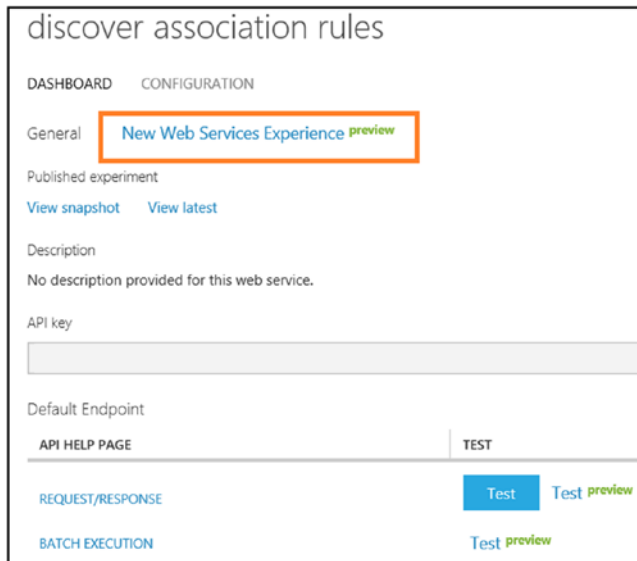 discover association rules
DASHBOARD CONFIGURATION
General New Web Services Experience preview
Published experiment
View snapshot View latest
Description
No description provided for this web service.
API key
Default Endpoint
API HELP PAGE TEST
REQUEST/RESPONSE Test Test preview
BATCH EXECUTION Test preview